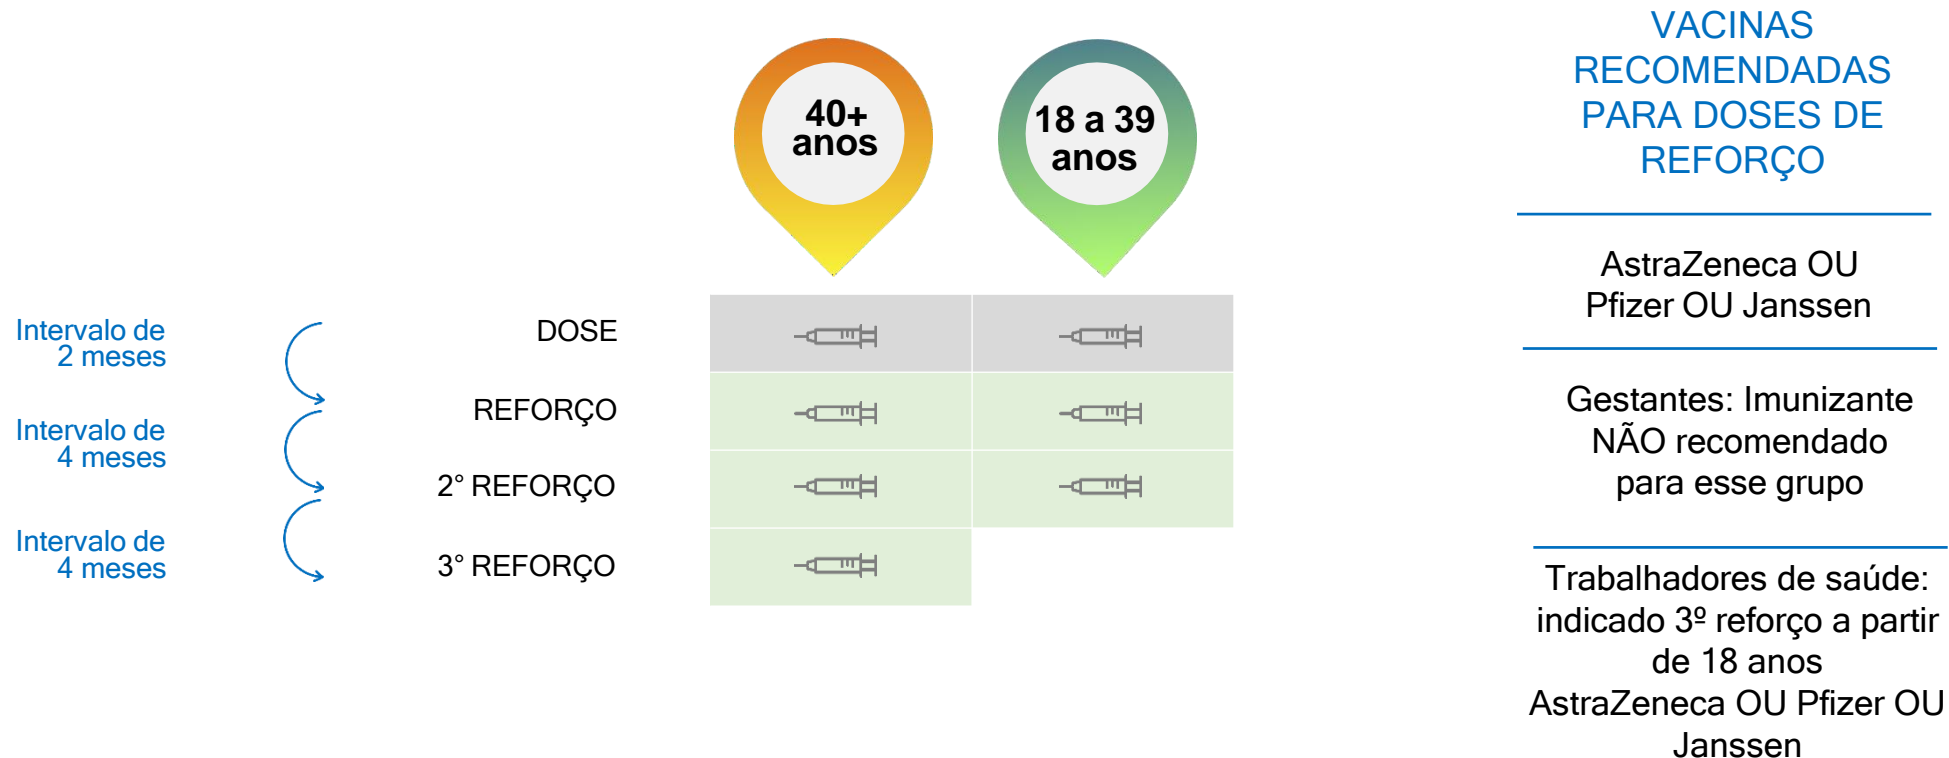 40+
anos
18 a 39
anos
Intervalo de
2 meses
Intervalo de
4 meses
Intervalo de
4 meses
DOSE
REFORÇO
2° REFORÇO
3° REFORÇO
VACINAS
RECOMENDADAS
PARA DOSES DE
REFORÇO
AstraZeneca OU
Pfizer OU Janssen
Gestantes: Imunizante
NÃO recomendado
para esse grupo
Trabalhadores de saúde:
indicado 3º reforço a partir
de 18 anos
AstraZeneca OU Pfizer OU
Janssen